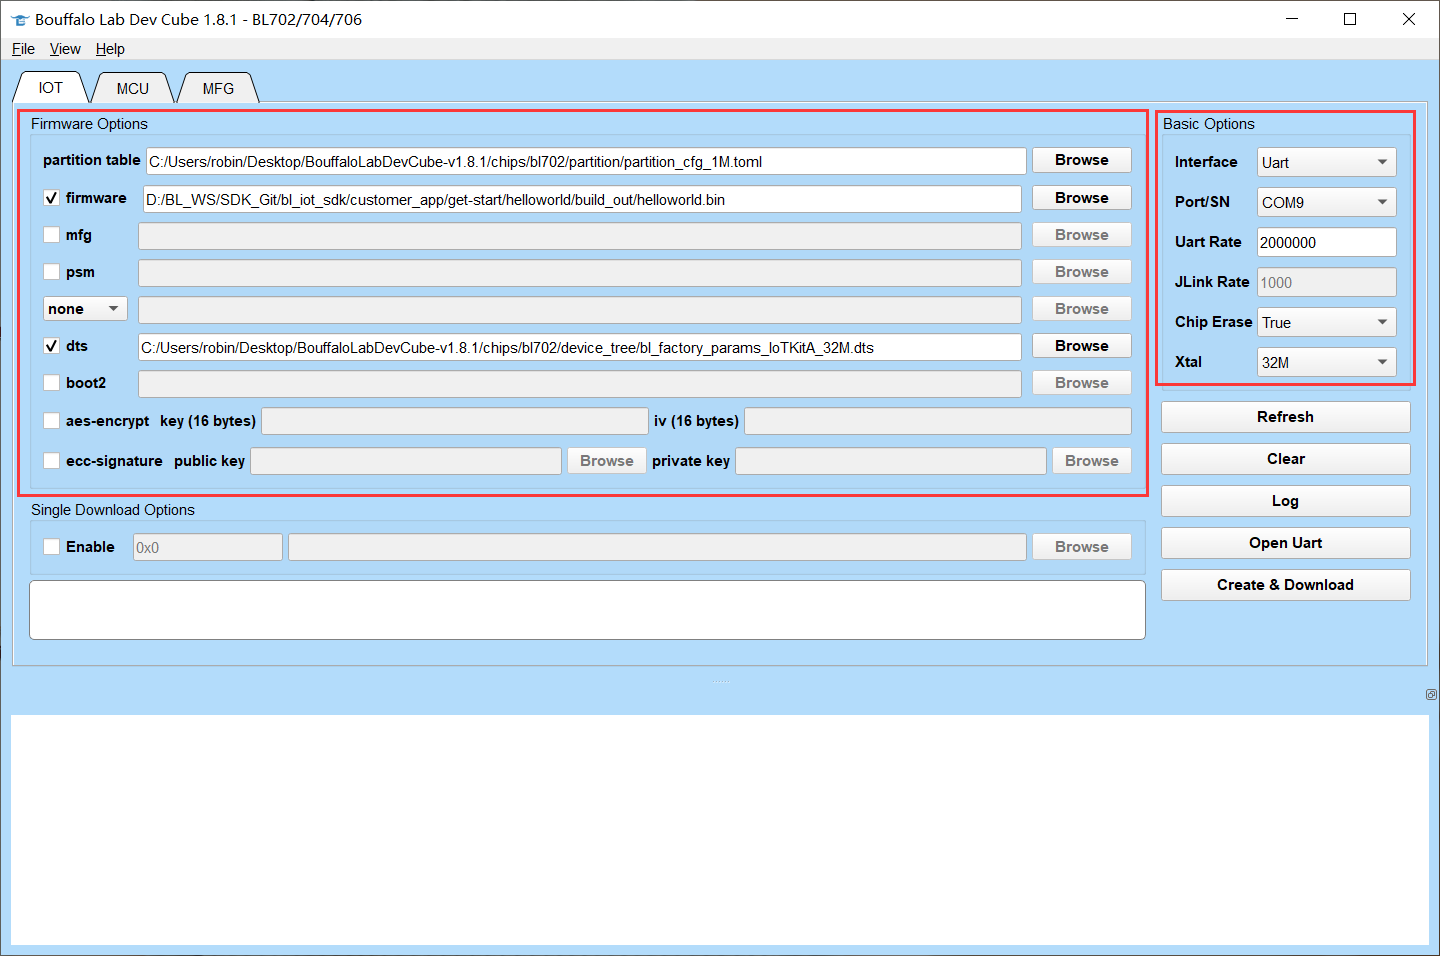 Bouffalo Lab Dev Cube 1.8.1 - BL702/704/706
File View Help
IOT MCU MFG
Firmware Options
partition table C:/Users/robin/Desktop/BouffaloLabDevCube-v1.8.1/chips/bl702/partition/partition_cfg_1M.toml Browse
firmware D:/BL_WS/SDK_Git/bl_iot_sdk/customer_app/get-start/helloworld/build_out/helloworld.bin Browse
mfg Browse
psm Browse
none Browse
dts C:/Users/robin/Desktop/BouffaloLabDevCube-v1.8.1/chips/bl702/device_tree/bl_factory_params_IoTKitA_32M.dts Browse
boot2 Browse
aes-encrypt key (16 bytes) iv (16 bytes)
ecc-signature public key Browse private key Browse
Single Download Options
Enable 0x0 Browse
Basic Options
Interface Uart
Port/SN COM9
Uart Rate 2000000
JLink Rate 1000
Chip Erase True
Xtal 32M
Refresh
Clear
Log
Open Uart
Create & Download